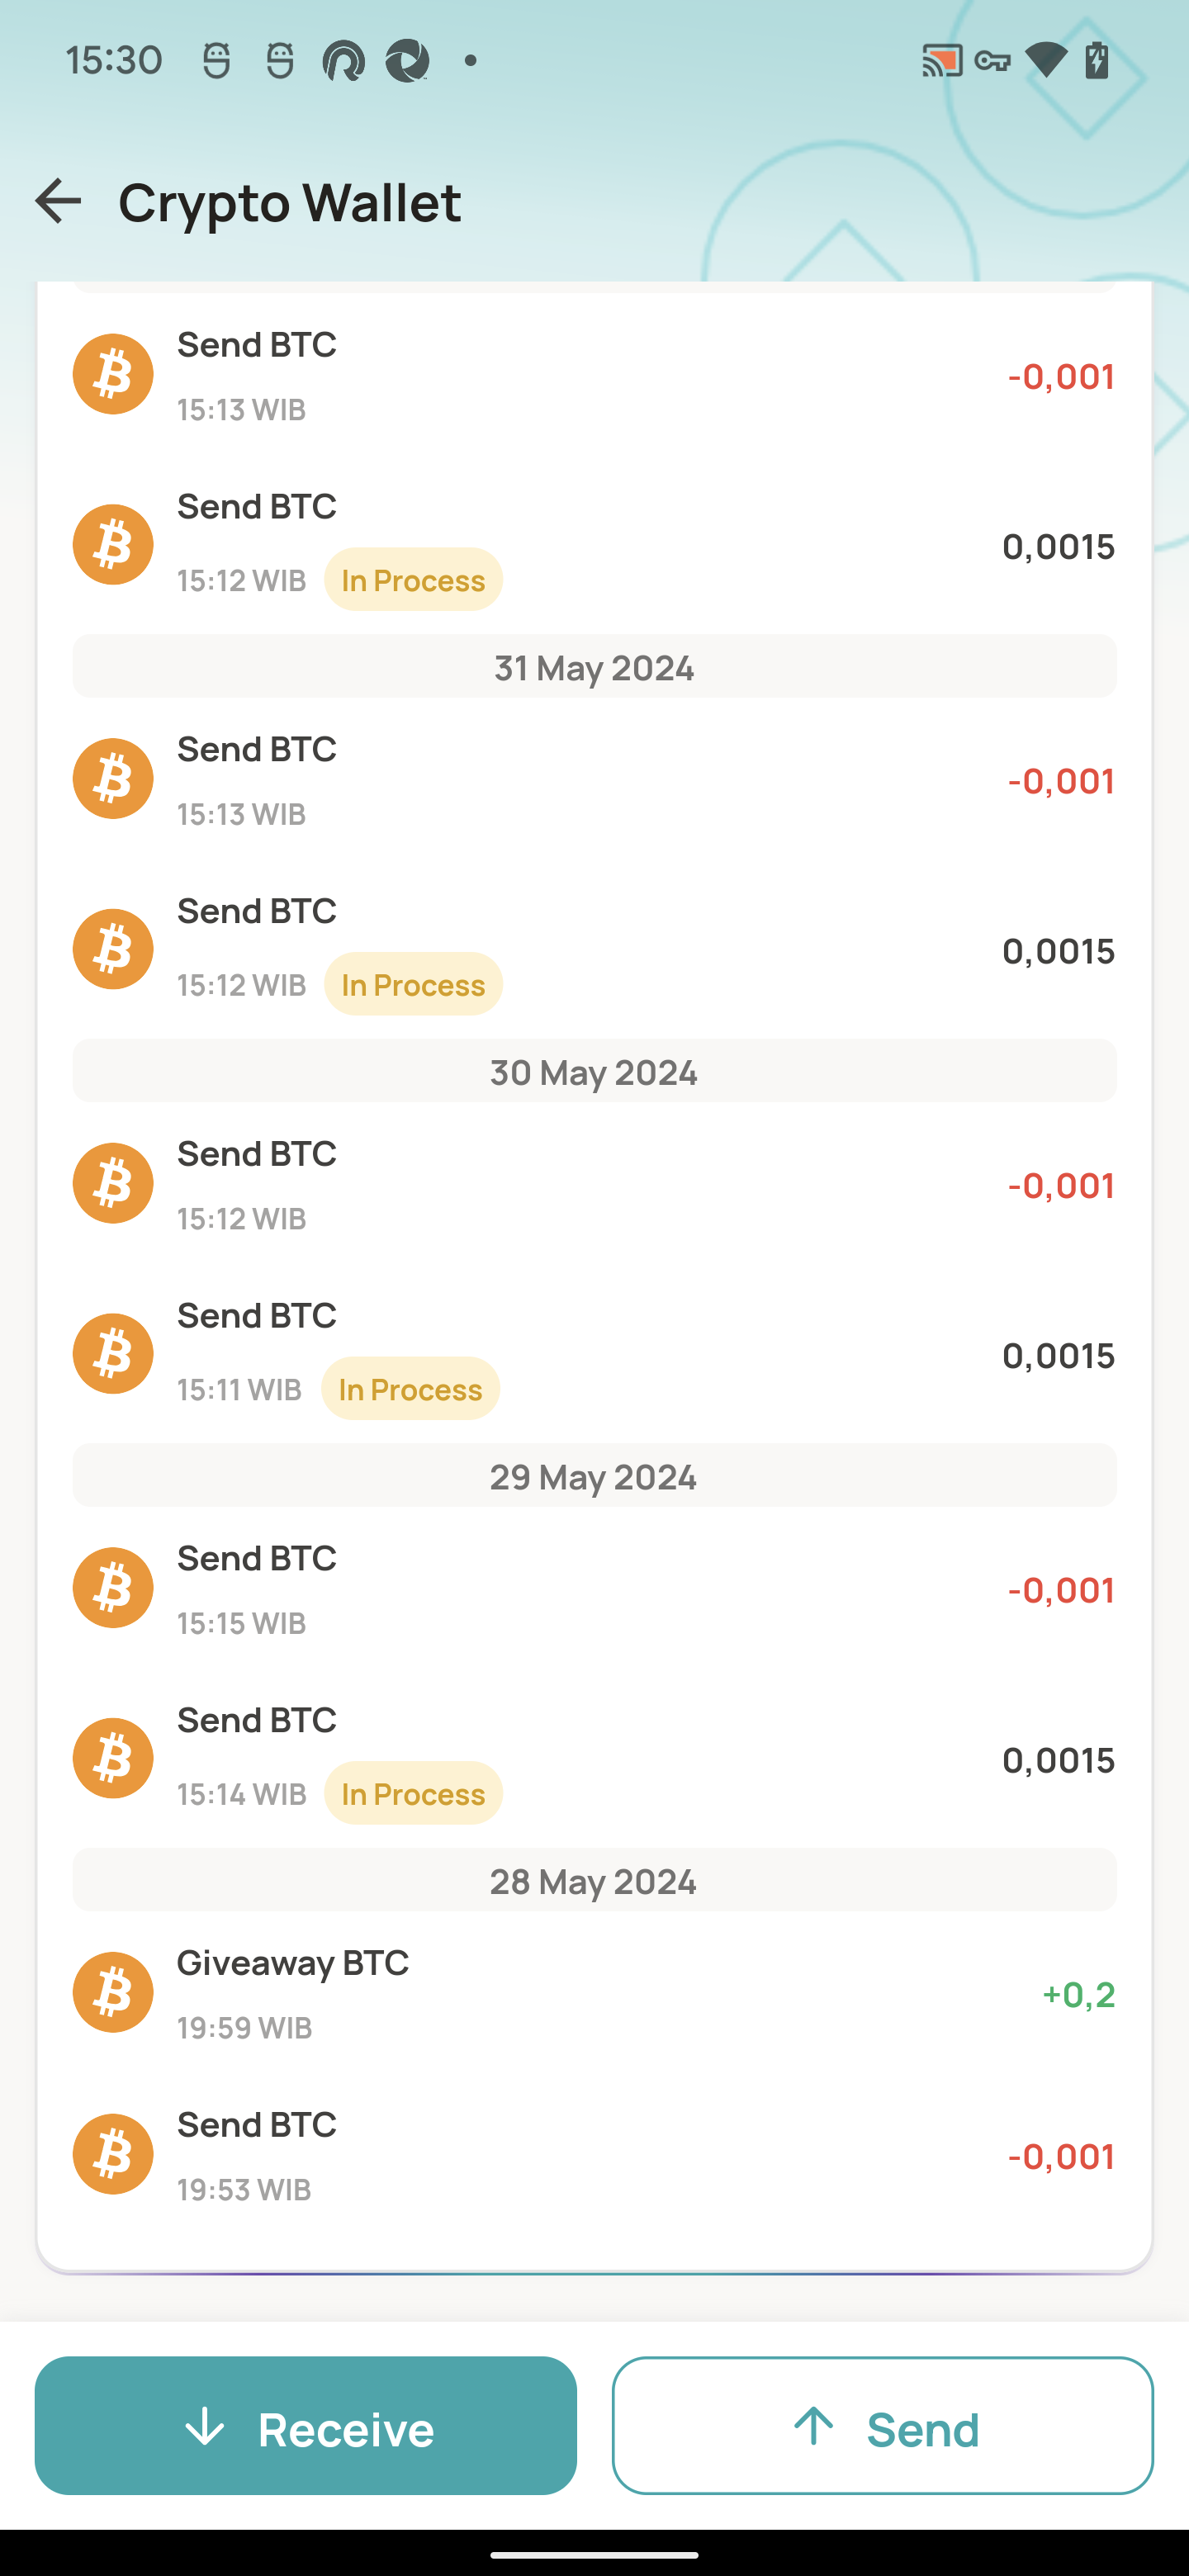 15:30
Crypto Wallet
Send BTC
-0,001
15:13 WIB
Send BTC
0,0015
15:12 WIB In Process
31 May 2024
Send BTC
-0,001
15:13 WIB
Send BTC
0,0015
15:12 WIB In Process
30 May 2024
Send BTC
-0,001
15:12 WIB
Send BTC
0,0015
15:11 WIB In Process
29 May 2024
Send BTC
-0,001
15:15 WIB
Send BTC
0,0015
15:14 WIB In Process
28 May 2024
Giveaway BTC
+0,2
19:59 WIB
Send BTC
-0,001
19:53 WIB
Receive Send